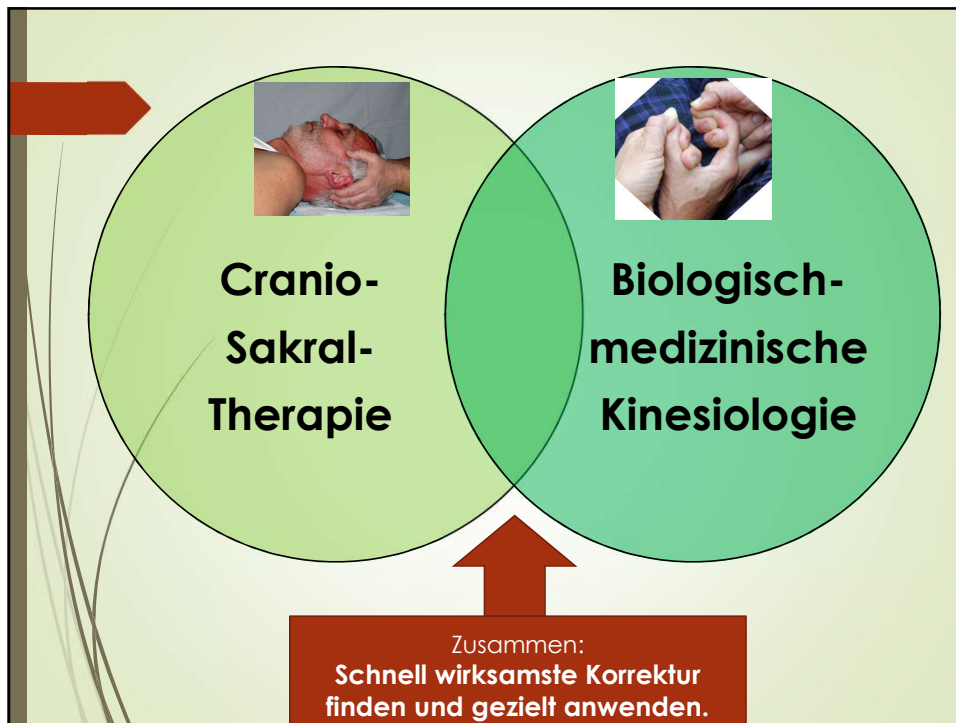 Cranio-
Sakral-
Therapie
Biologisch-
medizinische
Kinesiologie
Zusammen:
Schnell wirksamste Korrektur
finden und gezielt anwenden.